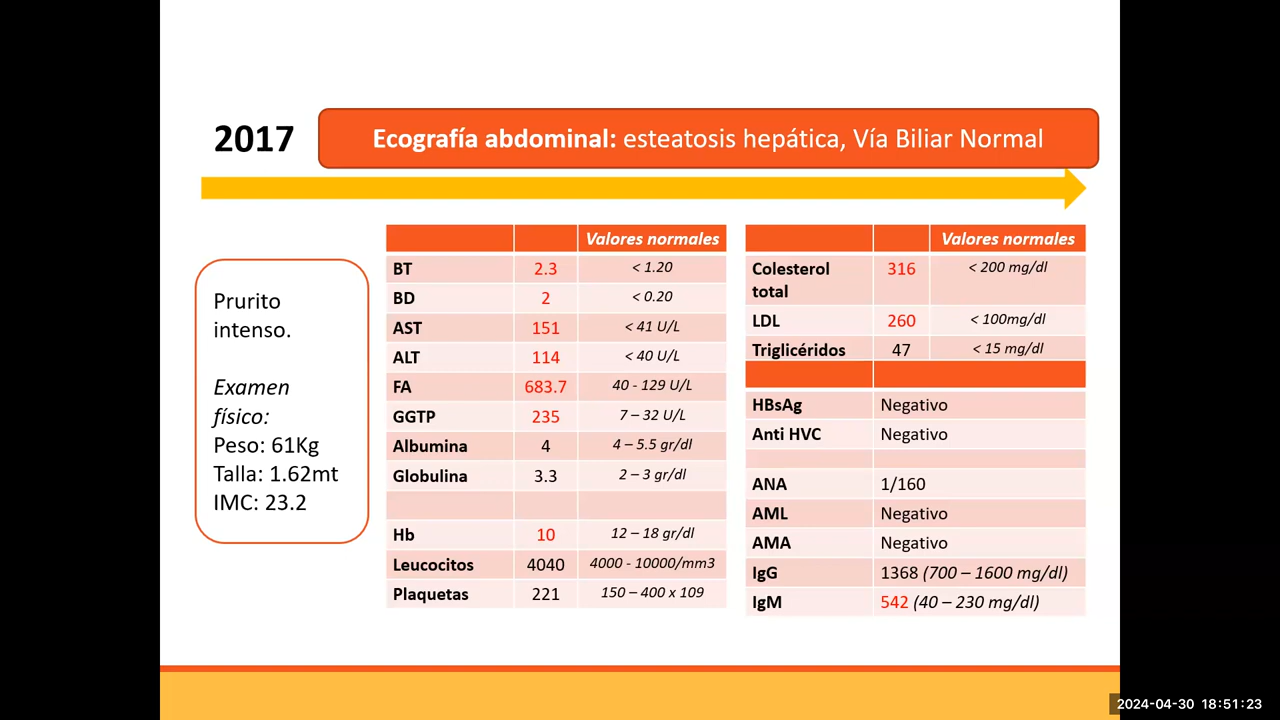 2017
Ecografía abdominal: esteatosis hepática, Vía Biliar Normal
Prurito
intenso.
Examen
físico:
Peso: 61Kg
Talla: 1.62mt
IMC: 23.2
Valores normales
BT 2.3 < 1.20
BD 2 < 0.20
AST 151 < 41 U/L
ALT 114 < 40 U/L
FA 683.7 40 - 129 U/L
GGTP 235 7 – 32 U/L
Albumina 4 4 – 5.5 gr/dl
Globulina 3.3 2 – 3 gr/dl
Hb 10 12 – 18 gr/dl
Leucocitos 4040 4000 - 10000/mm3
Plaquetas 221 150 – 400 x 109
Valores normales
Colesterol 316 < 200 mg/dl
total
LDL 260 < 100mg/dl
Triglicéridos 47 < 15 mg/dl
HBsAg Negativo
Anti HVC Negativo
ANA 1/160
AML Negativo
AMA Negativo
IgG 1368 (700 – 1600 mg/dl)
IgM 542 (40 – 230 mg/dl)
2024-04-30 18:51:23